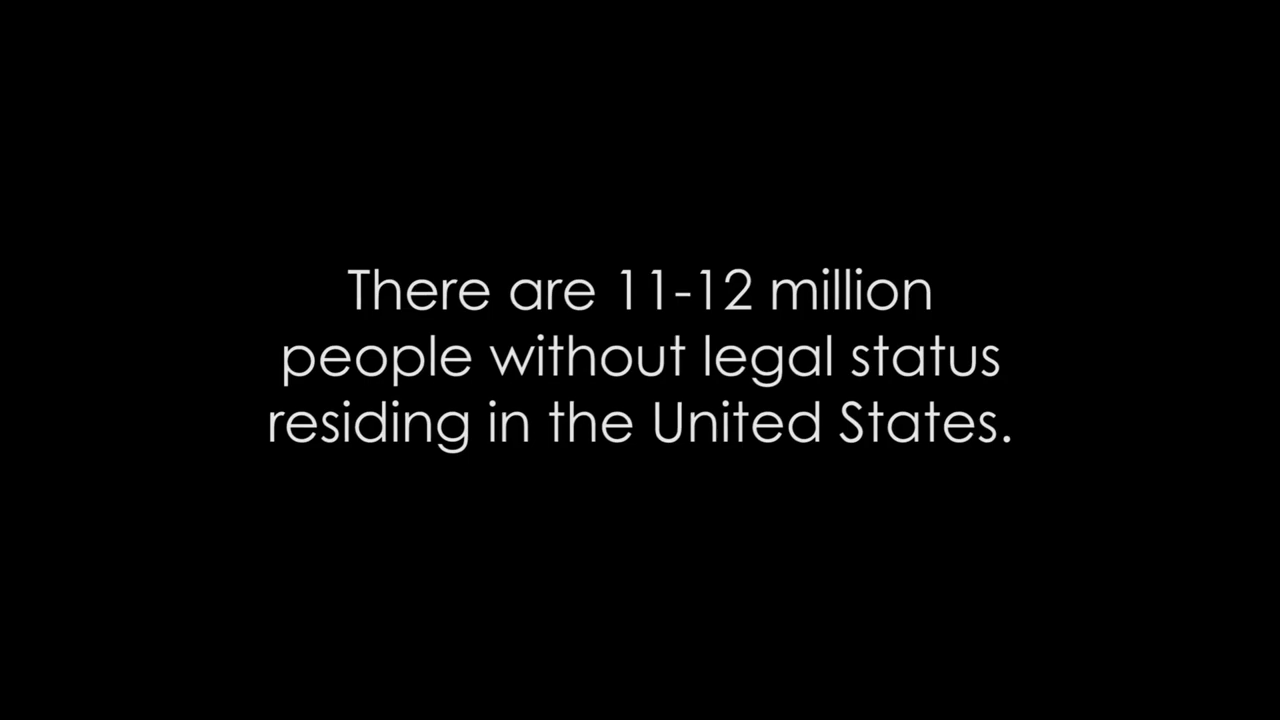 There are 11-12 million
people without legal status
residing in the United States.